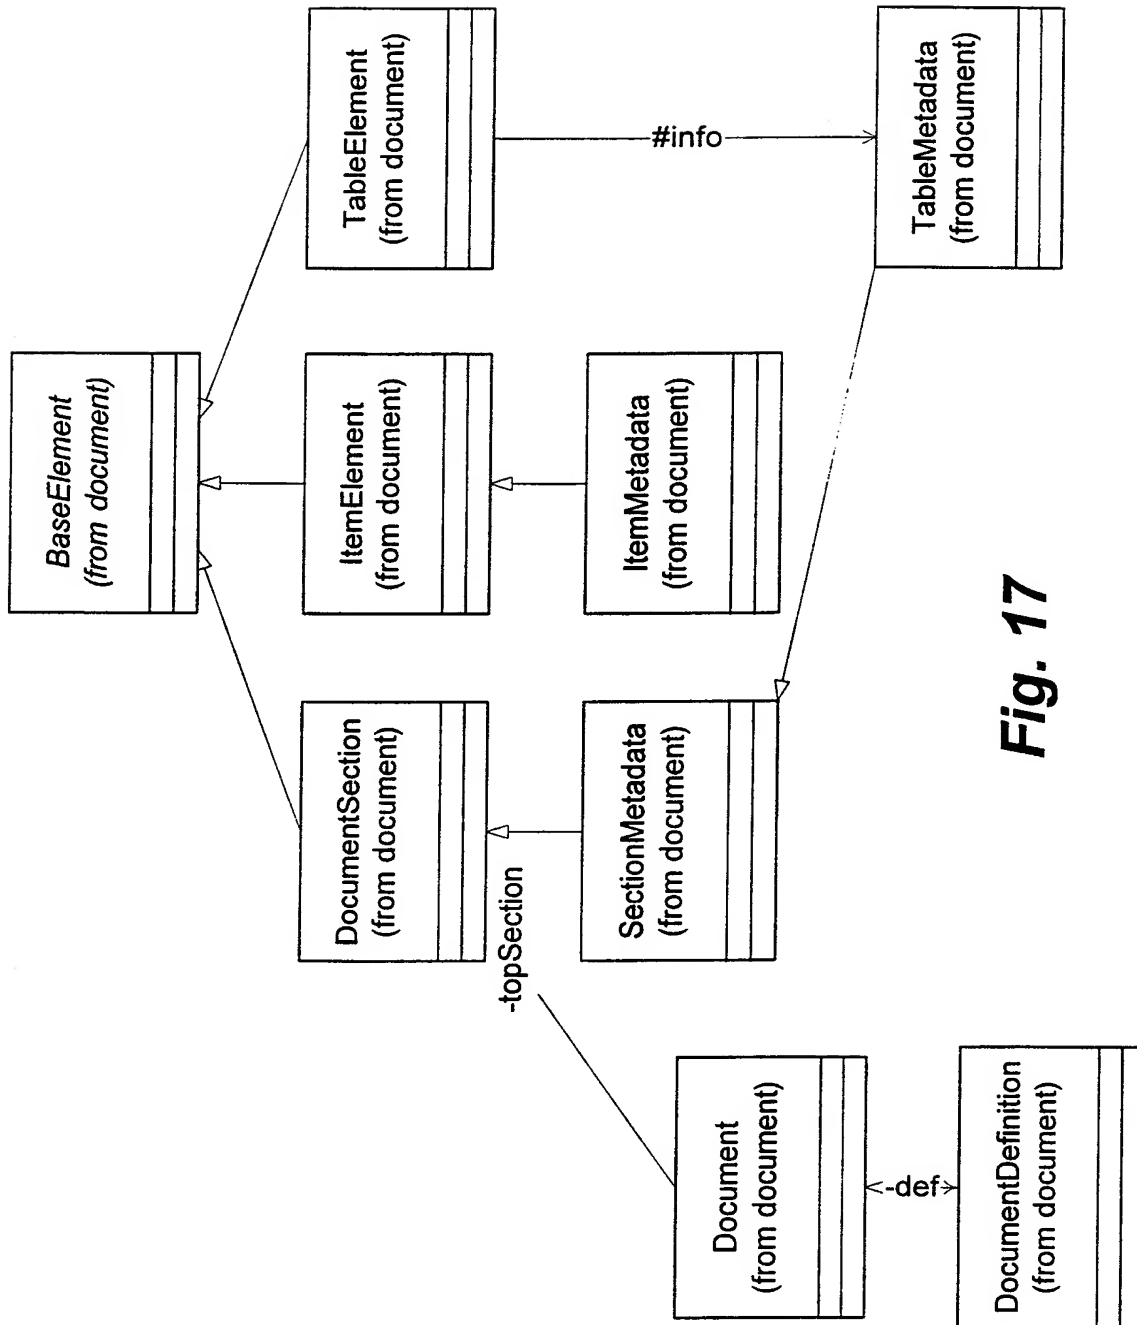 BaseElement
(from document)
DocumentSection
(from document)
ItemElement
(from document)
TableElement
(from document)
-topSection
#info
SectionMetadata
(from document)
ItemMetadata
(from document)
TableMetadata
(from document)
Document
(from document)
-def
DocumentDefinition
(from document)
Fig. 17